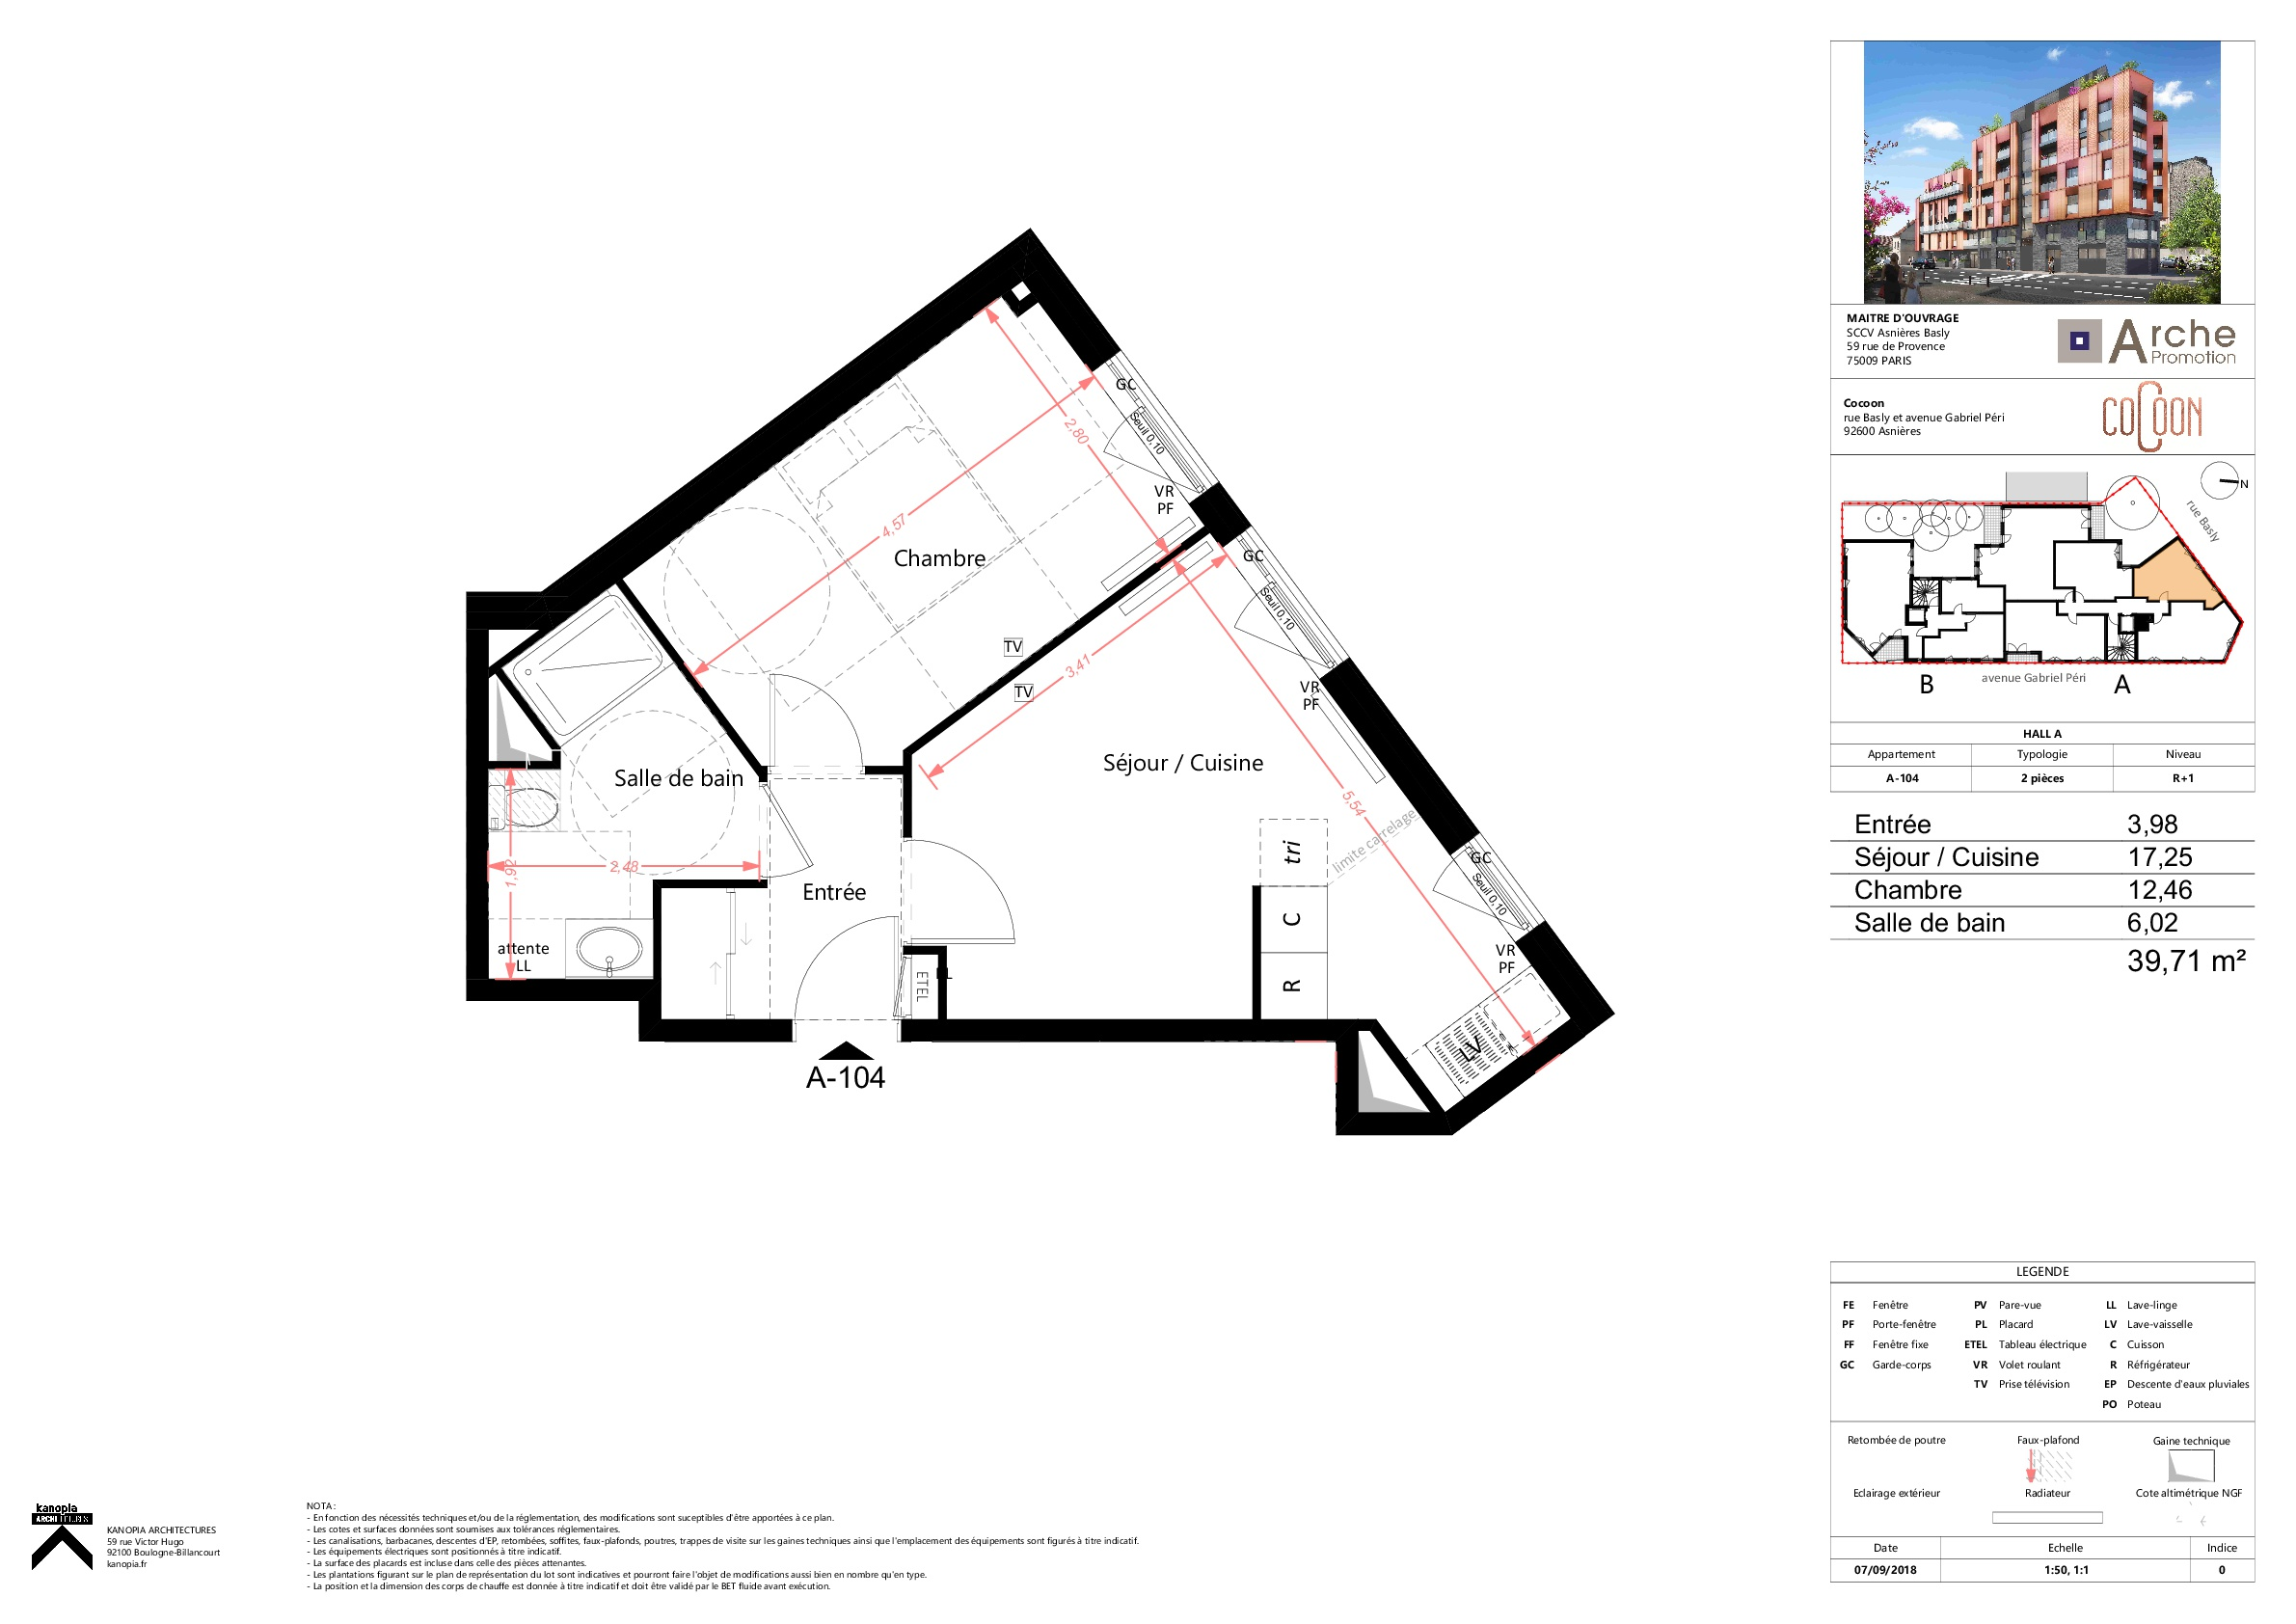 GC
Seuil 0,10
2,80
VR
PF
4,57
Chambre
GC
Seuil 0,10
TV
3,41
TV
VR
PF
Séjour / Cuisine
Salle de bain
5,54
tri
limite carrelage
GC
Seuil 0,10
2,48
1,92
Entrée
C
attente
LL
VR
PF
ETEL
R
LV
A-104
MAITRE D'OUVRAGE
SCCV Asnières Basly
59 rue de Provence
75009 PARIS
Arche
Promotion
Cocoon
rue Basly et avenue Gabriel Péri
92600 Asnières
COCOON
N
rue Basly
avenue Gabriel Péri
B
A
HALL A
Appartement Typologie Niveau
A-104 2 pièces R+1
Entrée 3,98
Séjour / Cuisine 17,25
Chambre 12,46
Salle de bain 6,02
39,71 m²
LEGENDE
FE Fenêtre PV Pare-vue LL Lave-linge
PF Porte-fenêtre PL Placard LV Lave-vaisselle
FF Fenêtre fixe ETEL Tableau électrique C Cuisson
GC Garde-corps VR Volet roulant R Réfrigérateur
TV Prise télévision EP Descente d'eaux pluviales
PO Poteau
Retombée de poutre Faux-plafond Gaine technique
Eclairage extérieur Radiateur Cote altimétrique NGF
Date Echelle Indice
07/09/2018 1:50, 1:1 0
kanopia
ARCHITECTURES
KANOPIA ARCHITECTURES
59 rue Victor Hugo
92100 Boulogne-Billancourt
kanopia.fr
NOTA :
- En fonction des nécessités techniques et/ou de la réglementation, des modifications sont suceptibles d'être apportées à ce plan.
- Les cotes et surfaces données sont soumises aux tolérances réglementaires.
- Les canalisations, barbacanes, descentes d'EP, retombées, soffites, faux-plafonds, poutres, trappes de visite sur les gaines techniques ainsi que l'emplacement des équipements sont figurés à titre indicatif.
- Les équipements électriques sont positionnés à titre indicatif.
- La surface des placards est incluse dans celle des pièces attenantes.
- Les plantations figurant sur le plan de représentation du lot sont indicatives et pourront faire l'objet de modifications aussi bien en nombre qu'en type.
- La position et la dimension des corps de chauffe est donnée à titre indicatif et doit être validé par le BET fluide avant exécution.